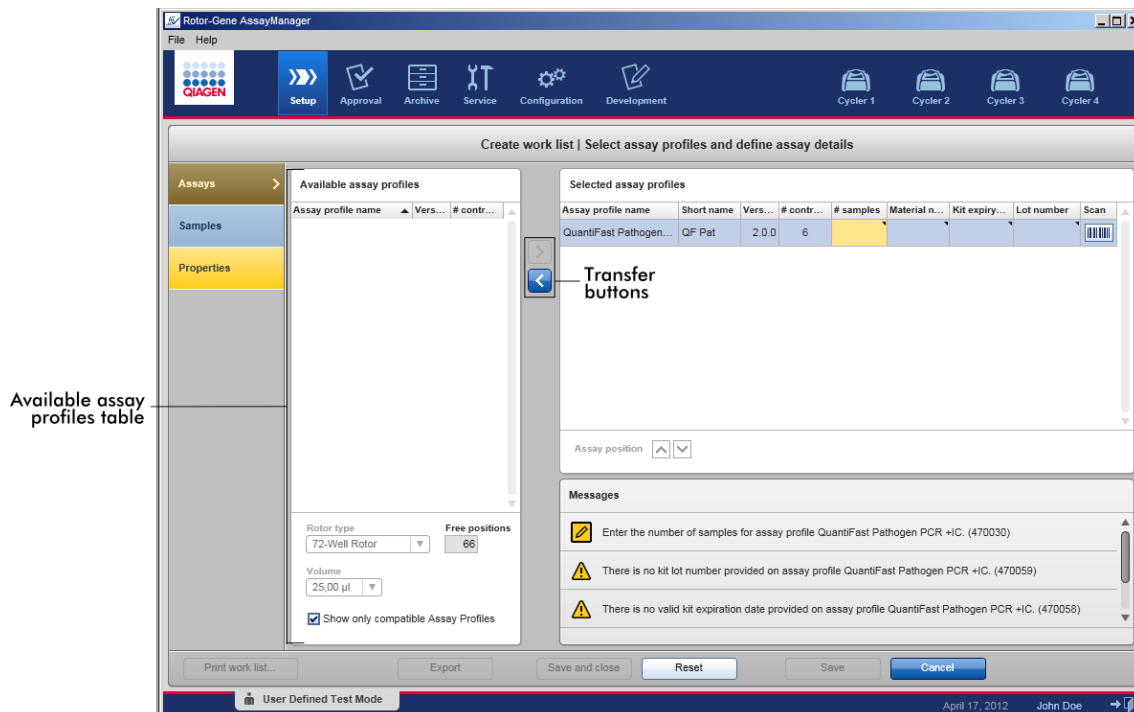 Rotor-Gene AssayManager
File Help
QIAGEN
Setup Approval Archive Service Configuration Development Cycler 1 Cycler 2 Cycler 3 Cycler 4
Create work list | Select assay profiles and define assay details
Assays
Samples
Properties
Available assay profiles
Assay profile name Vers... # contr...
Transfer
buttons
Available assay
profiles table
Rotor type Free positions
72-Well Rotor 66
Volume
25,00 µl
Show only compatible Assay Profiles
Selected assay profiles
Assay profile name Short name Vers... # contr... # samples Material n... Kit expiry... Lot number Scan
QuantiFast Pathogen... QF Pat 2.0.0 6
Assay position
Messages
Enter the number of samples for assay profile QuantiFast Pathogen PCR +IC. (470030)
There is no kit lot number provided on assay profile QuantiFast Pathogen PCR +IC. (470059)
There is no valid kit expiration date provided on assay profile QuantiFast Pathogen PCR +IC. (470058)
Print work list... Export Save and close Reset Save Cancel
User Defined Test Mode April 17, 2012 John Doe